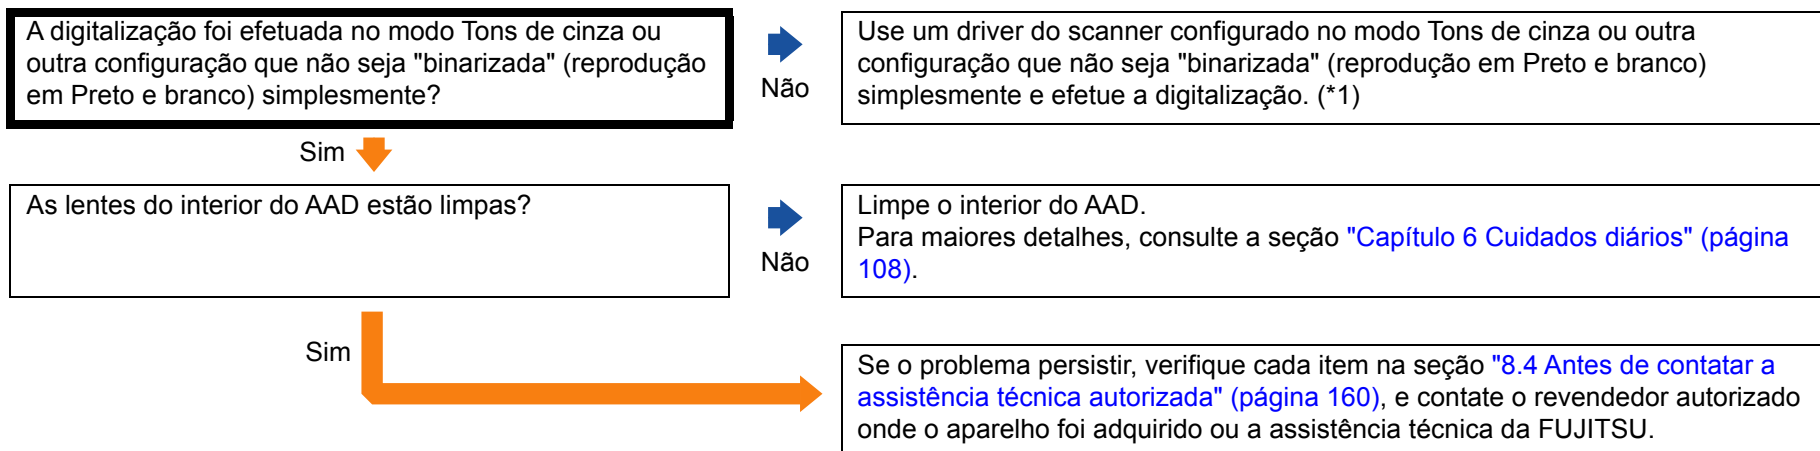 A digitalização foi efetuada no modo Tons de cinza ou
outra configuração que não seja "binarizada" (reprodução
em Preto e branco) simplesmente?
Não
Use um driver do scanner configurado no modo Tons de cinza ou outra
configuração que não seja "binarizada" (reprodução em Preto e branco)
simplesmente e efetue a digitalização. (*1)
Sim
As lentes do interior do AAD estão limpas?
Não
Limpe o interior do AAD.
Para maiores detalhes, consulte a seção "Capítulo 6 Cuidados diários" (página
108).
Sim
Se o problema persistir, verifique cada item na seção "8.4 Antes de contatar a
assistência técnica autorizada" (página 160), e contate o revendedor autorizado
onde o aparelho foi adquirido ou a assistência técnica da FUJITSU.